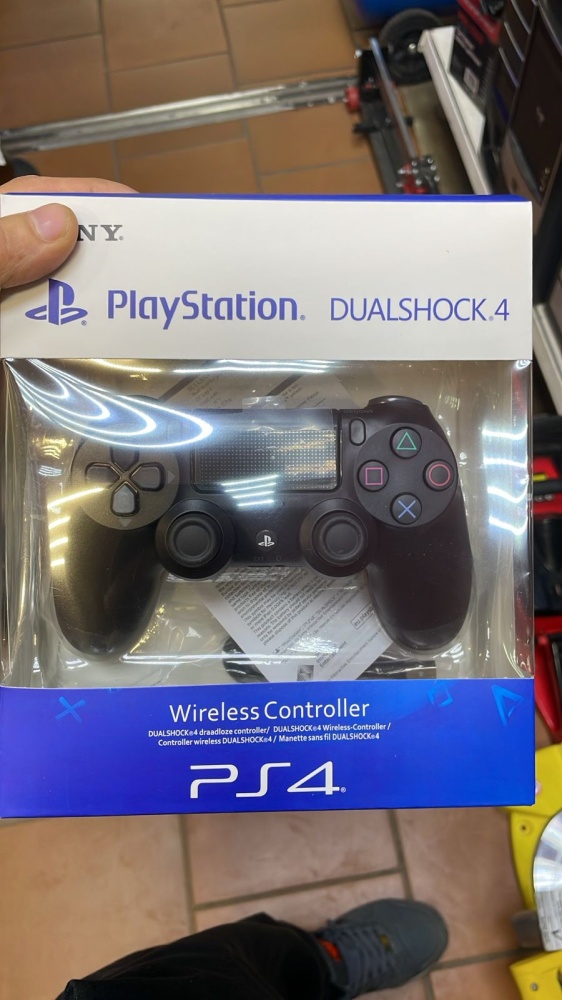 NY.
PlayStation® DUALSHOCK®4
Wireless Controller
DUALSHOCK®4 draadloze controller/ DUALSHOCK®4 Wireless-Controller /
Controller wireless DUALSHOCK®4 / Manette sans fil DUALSHOCK®4
PS4®